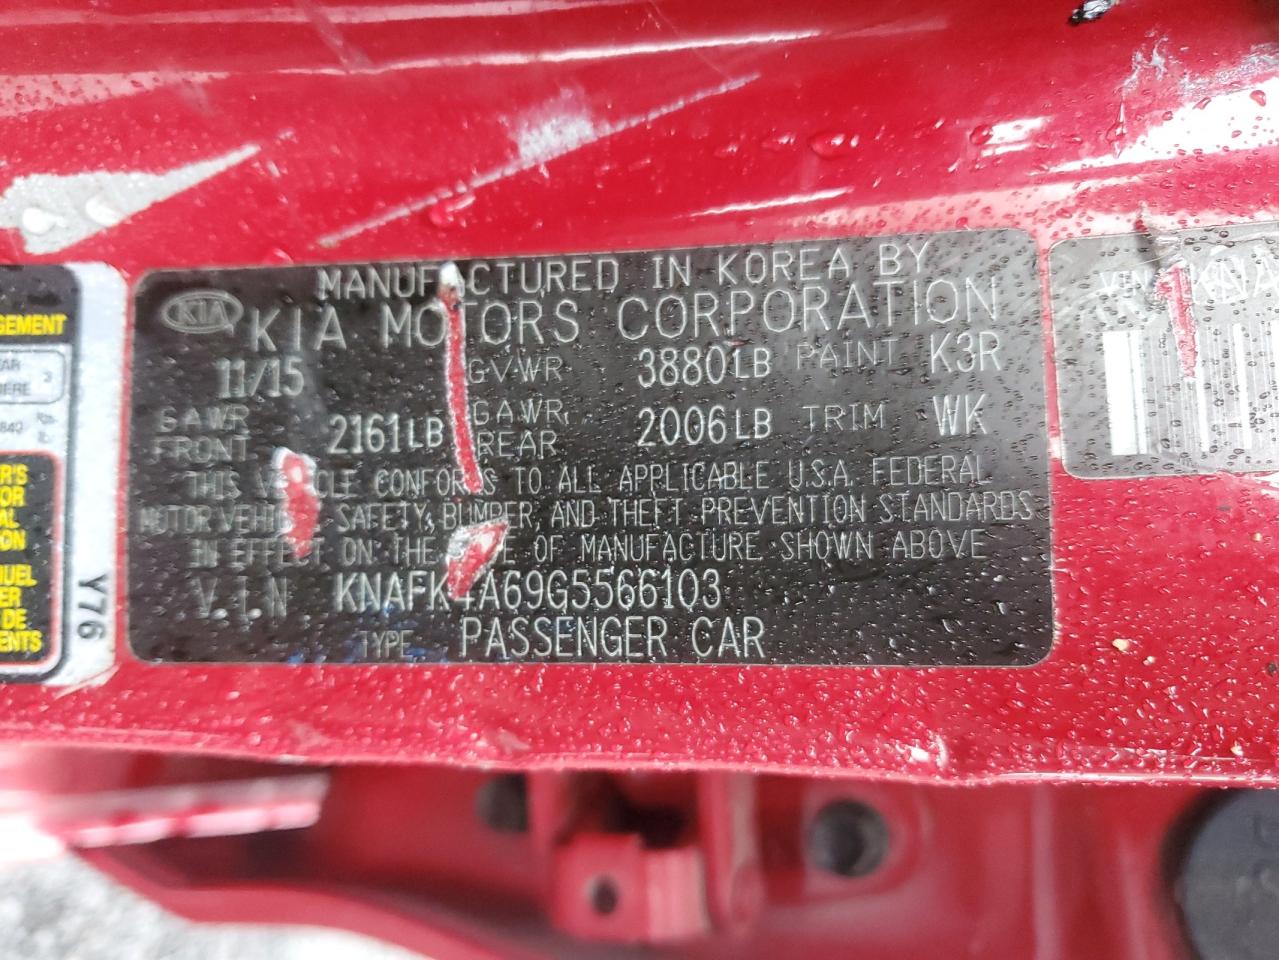 MANUFACTURED IN KOREA BY
KIA KIA MOTORS CORPORATION
11/15 GVWR 3880LB PAINT K3R
GAWR FRONT 2161LB GAWR REAR 2006LB TRIM WK
THIS VEHICLE CONFORMS TO ALL APPLICABLE U.S.A. FEDERAL
MOTOR VEHICLE SAFETY, BUMPER, AND THEFT PREVENTION STANDARDS
IN EFFECT ON THE DATE OF MANUFACTURE SHOWN ABOVE
V.I.N KNAFK4A69G5566103
TYPE PASSENGER CAR
Y76
VIN